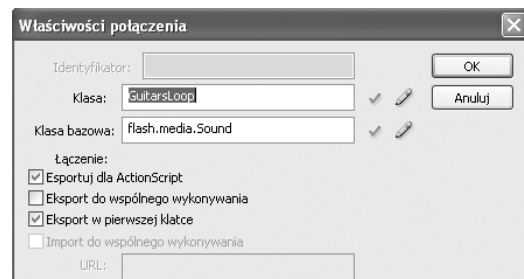 Właściwości połączenia
Identyfikator:
OK
Klasa: GuitarsLoop
Anuluj
Klasa bazowa: flash.media.Sound
Łączenie:
Esportuj dla ActionScript
Eksport do wspólnego wykonywania
Eksport w pierwszej klatce
Import do wspólnego wykonywania
URL: